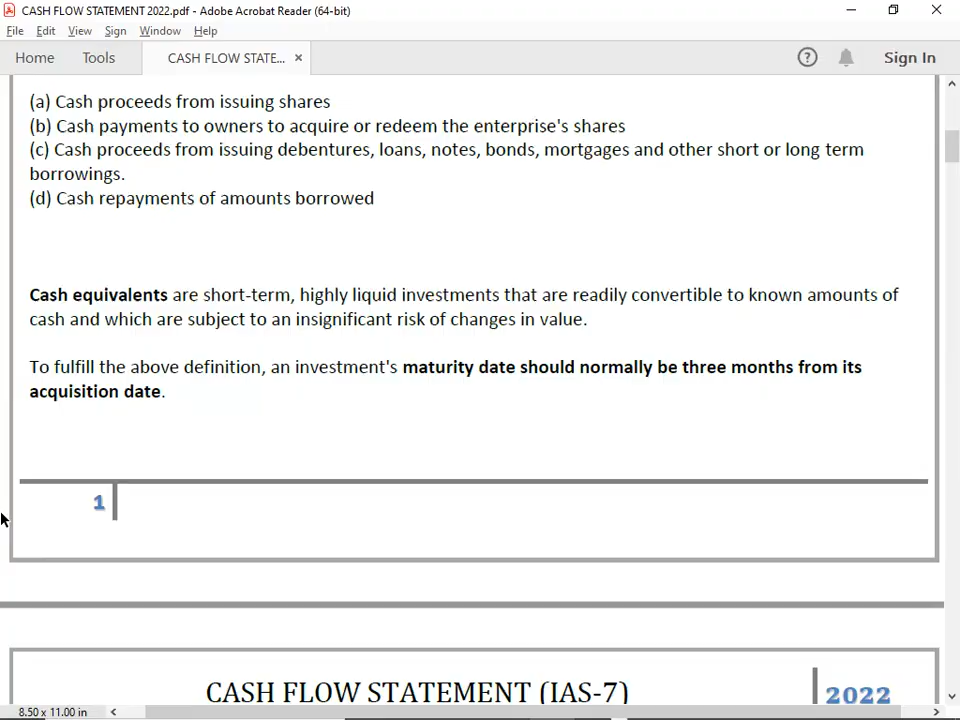 CASH FLOW STATEMENT 2022.pdf - Adobe Acrobat Reader (64-bit)
File Edit View Sign Window Help
Home Tools CASH FLOW STATE... × Sign In
(a) Cash proceeds from issuing shares
(b) Cash payments to owners to acquire or redeem the enterprise's shares
(c) Cash proceeds from issuing debentures, loans, notes, bonds, mortgages and other short or long term
borrowings.
(d) Cash repayments of amounts borrowed
Cash equivalents are short-term, highly liquid investments that are readily convertible to known amounts of
cash and which are subject to an insignificant risk of changes in value.
To fulfill the above definition, an investment's maturity date should normally be three months from its
acquisition date.
1
CASH FLOW STATEMENT (IAS-7) 2022
8.50 x 11.00 in